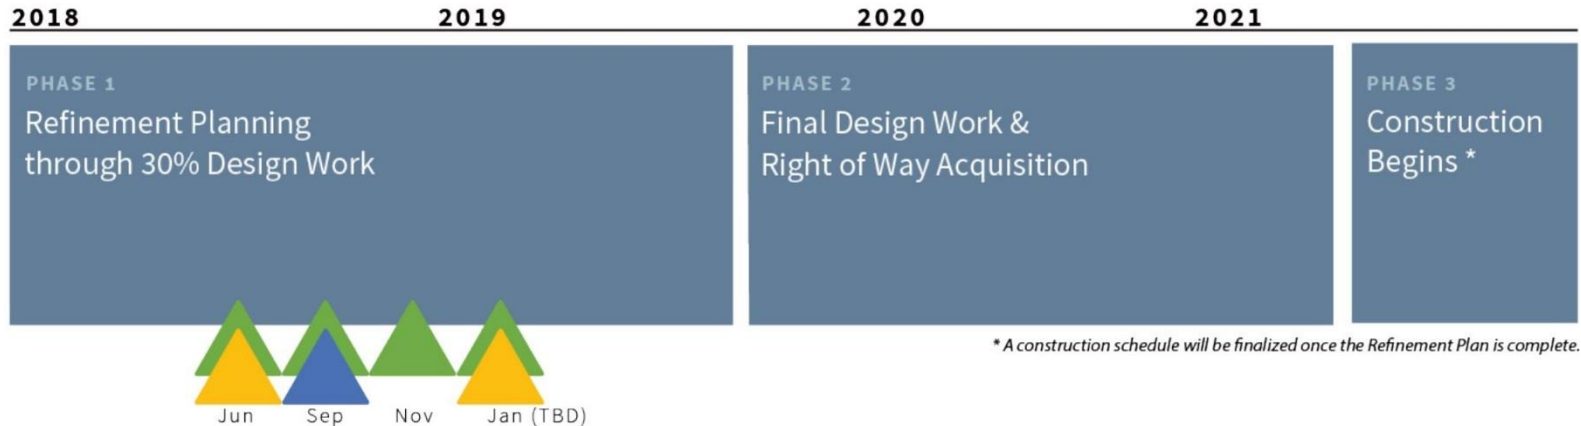 2018 2019 2020 2021
PHASE 1
Refinement Planning
through 30% Design Work
PHASE 2
Final Design Work &
Right of Way Acquisition
PHASE 3
Construction
Begins *
* A construction schedule will be finalized once the Refinement Plan is complete.
Jun Sep Nov Jan (TBD)